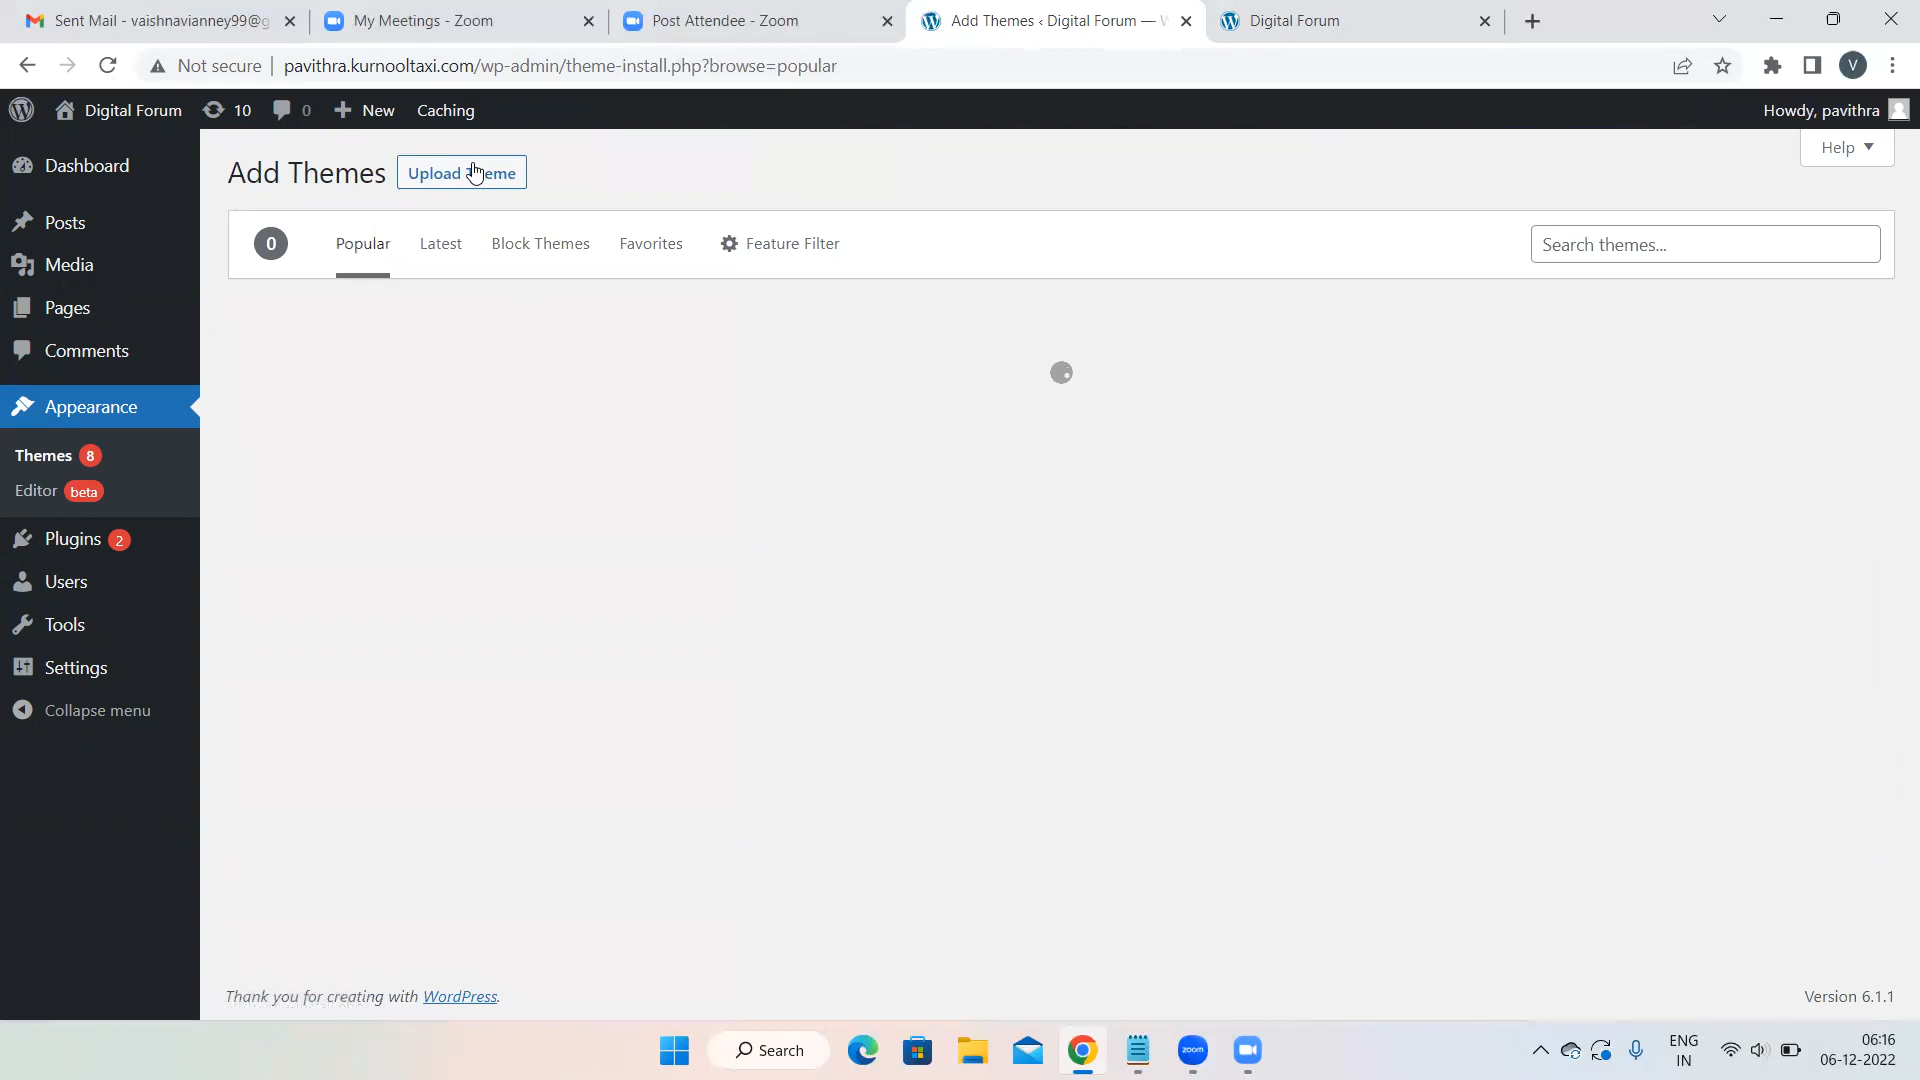 Sent Mail - vaishnavianney99@g
My Meetings - Zoom
Post Attendee - Zoom
Add Themes ‹ Digital Forum —
Digital Forum
Not secure
pavithra.kurnooltaxi.com/wp-admin/theme-install.php?browse=popular
V
Digital Forum
10
0
New
Caching
Howdy, pavithra
Dashboard
Posts
Media
Pages
Comments
Appearance
Themes 8
Editor beta
Plugins 2
Users
Tools
Settings
Collapse menu
Add Themes
Upload
Help
0
Popular
Latest
Block Themes
Favorites
Feature Filter
Search themes...
Thank you for creating with WordPress.
Version 6.1.1
Search
zoom
ENG
IN
06:16
06-12-2022